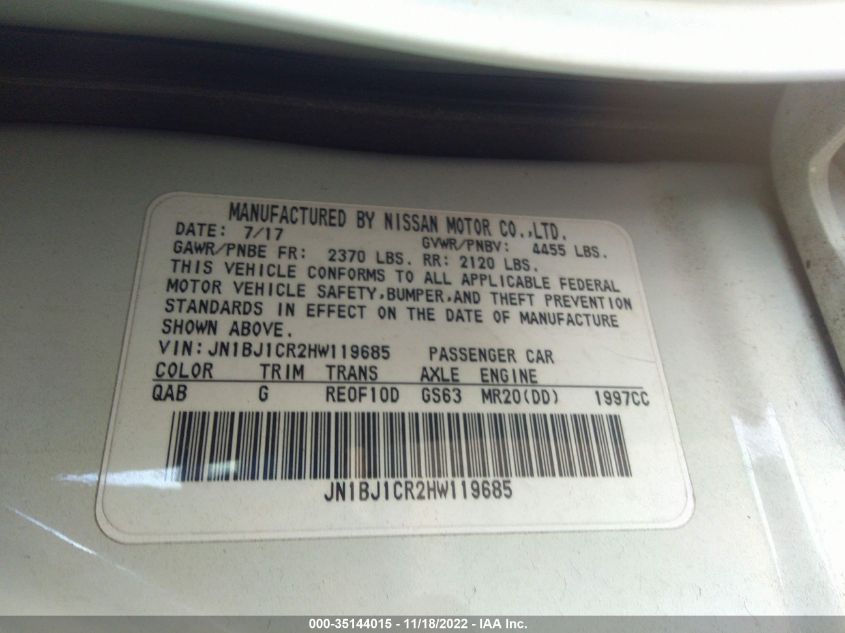 MANUFACTURED BY NISSAN MOTOR CO.,LTD.
DATE: 7/17 GVWR/PNBV: 4455 LBS.
GAWR/PNBE FR: 2370 LBS. RR: 2120 LBS.
THIS VEHICLE CONFORMS TO ALL APPLICABLE FEDERAL
MOTOR VEHICLE SAFETY,BUMPER,AND THEFT PREVENTION
STANDARDS IN EFFECT ON THE DATE OF MANUFACTURE
SHOWN ABOVE.
VIN:JN1BJ1CR2HW119685 PASSENGER CAR
COLOR TRIM TRANS AXLE ENGINE
QAB G RE0F10D GS63 MR20(DD) 1997CC
JN1BJ1CR2HW119685
000-35144015 - 11/18/2022 - IAA Inc.